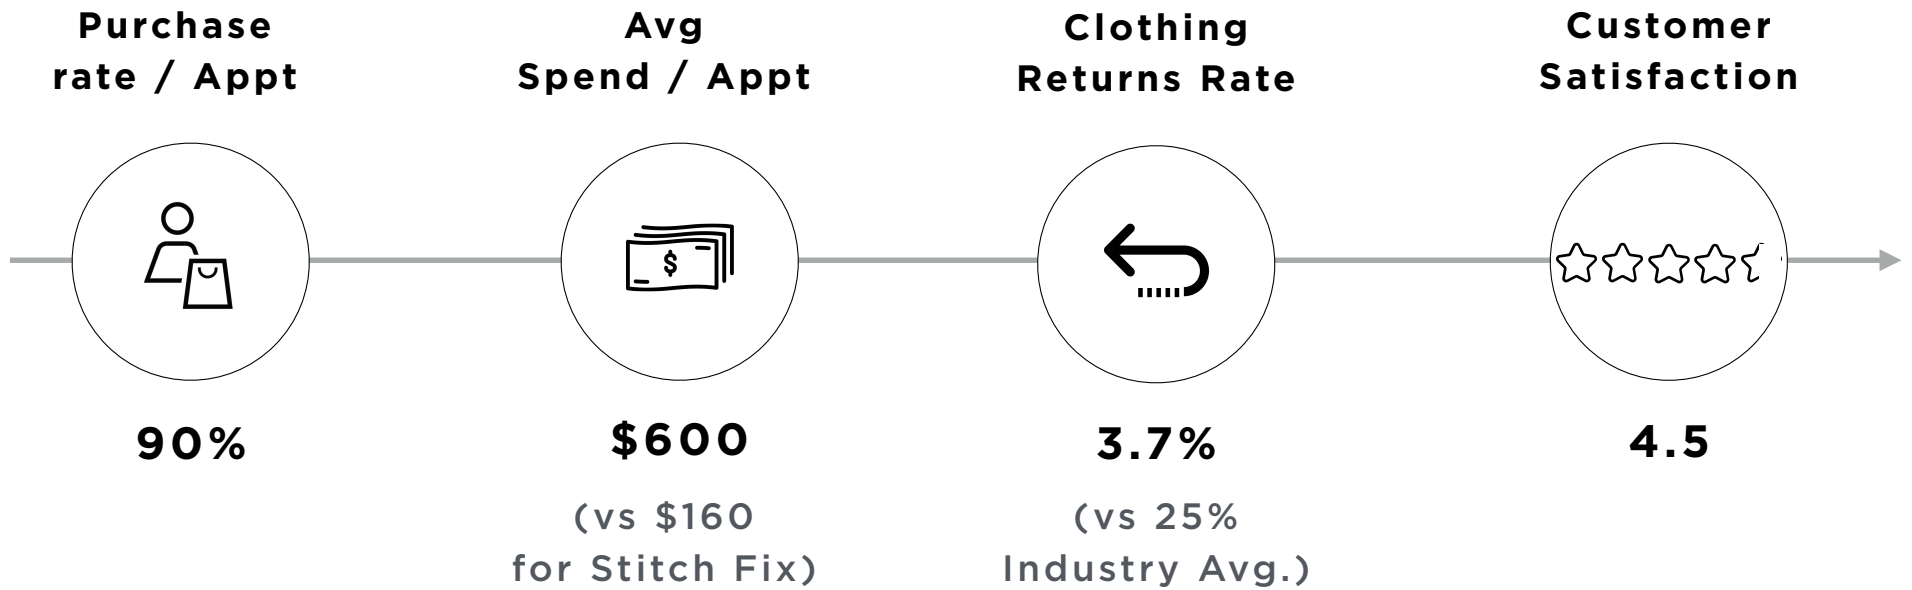 Purchase
rate / Appt
90%
Avg
Spend / Appt
$
$600
(vs $160
for Stitch Fix)
Clothing
Returns Rate
3.7%
(vs 25%
Industry Avg.)
Customer
Satisfaction
4.5